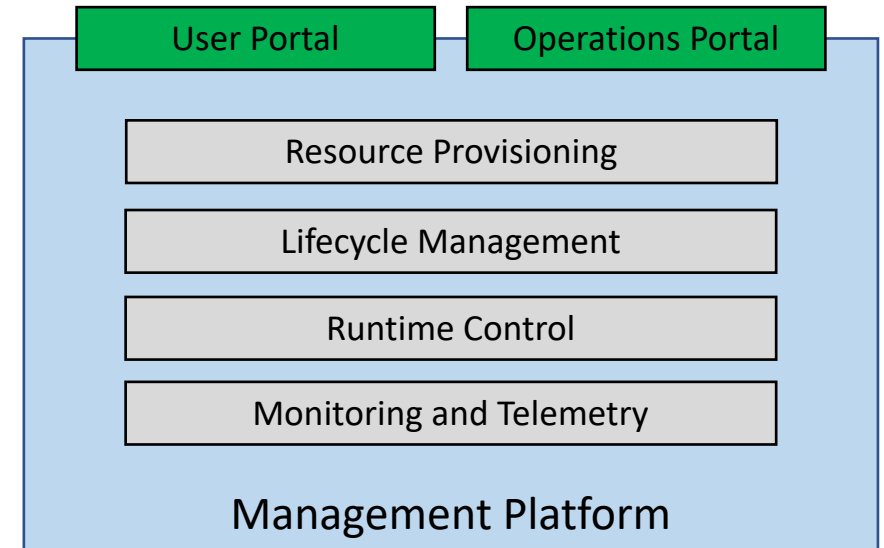 User Portal
Operations Portal
Resource Provisioning
Lifecycle Management
Runtime Control
Monitoring and Telemetry
Management Platform